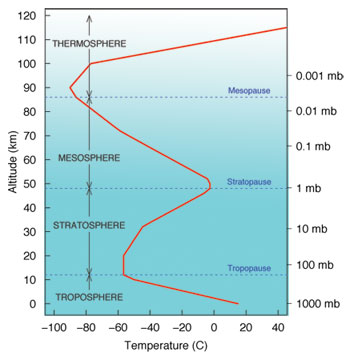 120
110
100
90
80
70
60
50
40
30
20
10
0
Altitude (km)
THERMOSPHERE
MESOSPHERE
STRATOSPHERE
TROPOSPHERE
Mesopause
Stratopause
Tropopause
0.001 mb
0.01 mb
0.1 mb
1 mb
10 mb
100 mb
1000 mb
−100 −80 −60 −40 −20 0 20 40
Temperature (C)